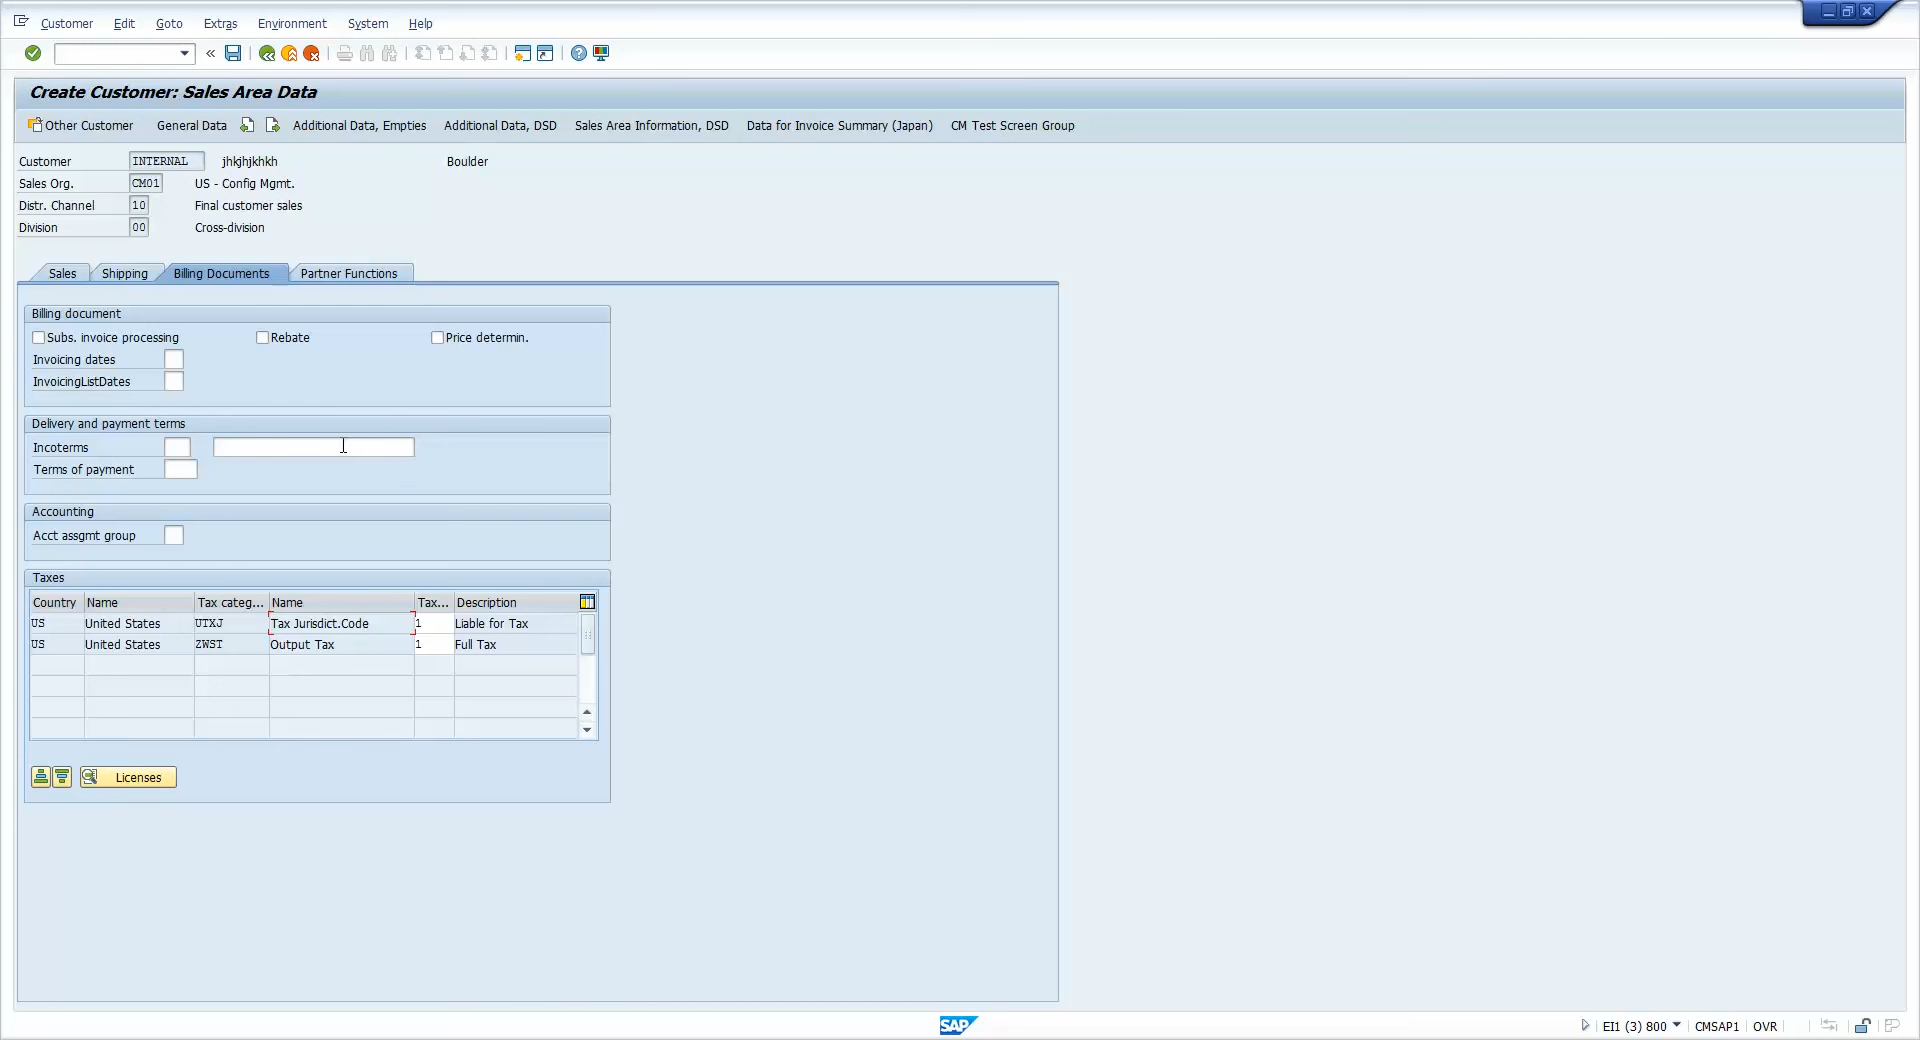 Customer Edit Goto Extras Environment System Help
Create Customer: Sales Area Data
Other Customer General Data Additional Data, Empties Additional Data, DSD Sales Area Information, DSD Data for Invoice Summary (Japan) CM Test Screen Group
Customer INTERNAL jhkjhjkhkh Boulder
Sales Org. CM01 US - Config Mgmt.
Distr. Channel 10 Final customer sales
Division 00 Cross-division
Sales Shipping Billing Documents Partner Functions
Billing document
Subs. invoice processing Rebate Price determin.
Invoicing dates
InvoicingListDates
Delivery and payment terms
Incoterms
Terms of payment
Accounting
Acct assgmt group
Taxes
Country Name Tax categ... Name Tax... Description
US United States UTXJ Tax Jurisdict.Code 1 Liable for Tax
US United States ZWST Output Tax 1 Full Tax
Licenses
SAP EI1 (3) 800 CMSAP1 OVR